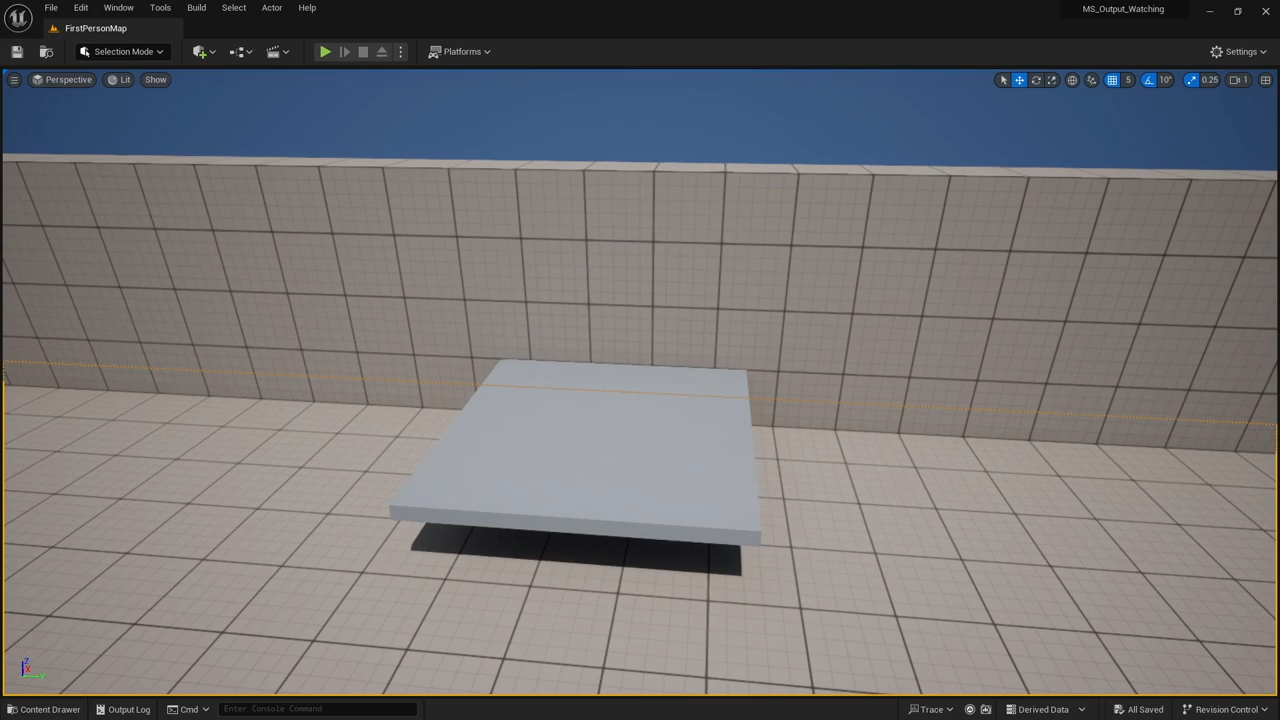 File Edit Window Tools Build Select Actor Help
MS_Output_Watching
FirstPersonMap
Selection Mode
Platforms
Settings
Perspective Lit Show
5 10° 0.25 1
Z
X
Y
Content Drawer Output Log Cmd Enter Console Command Trace Derived Data All Saved Revision Control